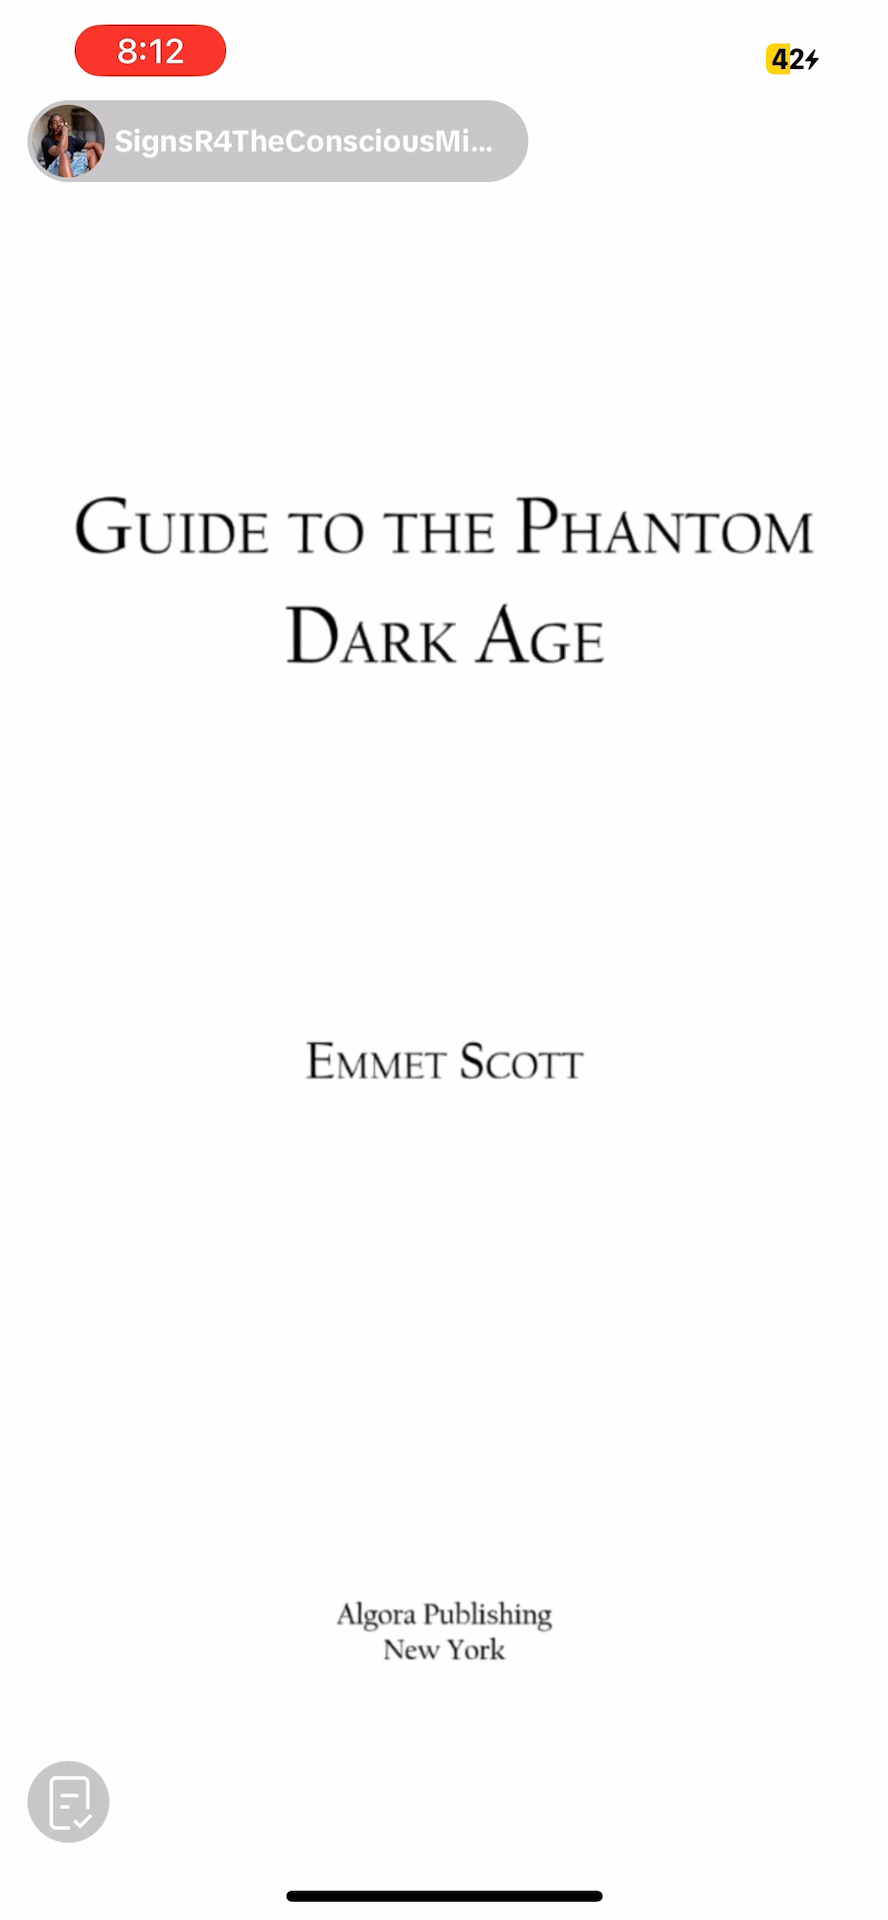 8:12
42
SignsR4TheConsciousMi...
GUIDE TO THE PHANTOM
DARK AGE
EMMET SCOTT
Algora Publishing
New York